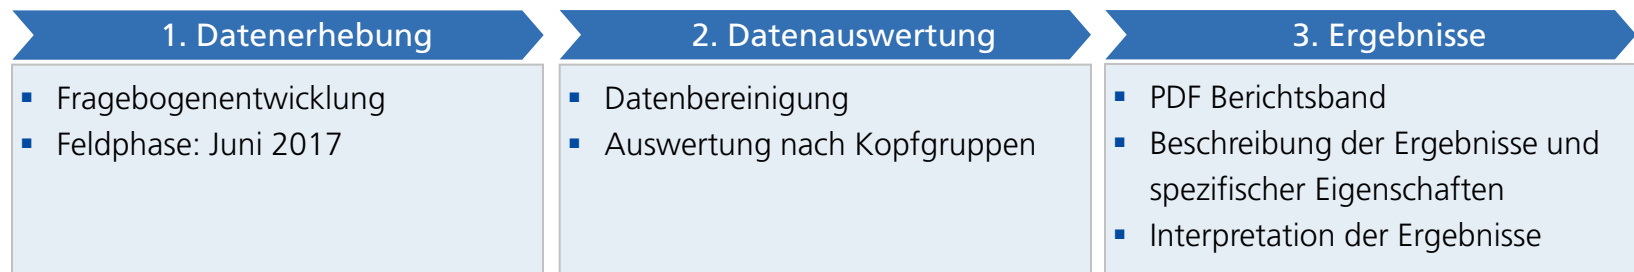 1. Datenerhebung
▪ Fragebogenentwicklung
▪ Feldphase: Juni 2017
2. Datenauswertung
▪ Datenbereinigung
▪ Auswertung nach Kopfgruppen
3. Ergebnisse
▪ PDF Berichtsband
▪ Beschreibung der Ergebnisse und
spezifischer Eigenschaften
▪ Interpretation der Ergebnisse